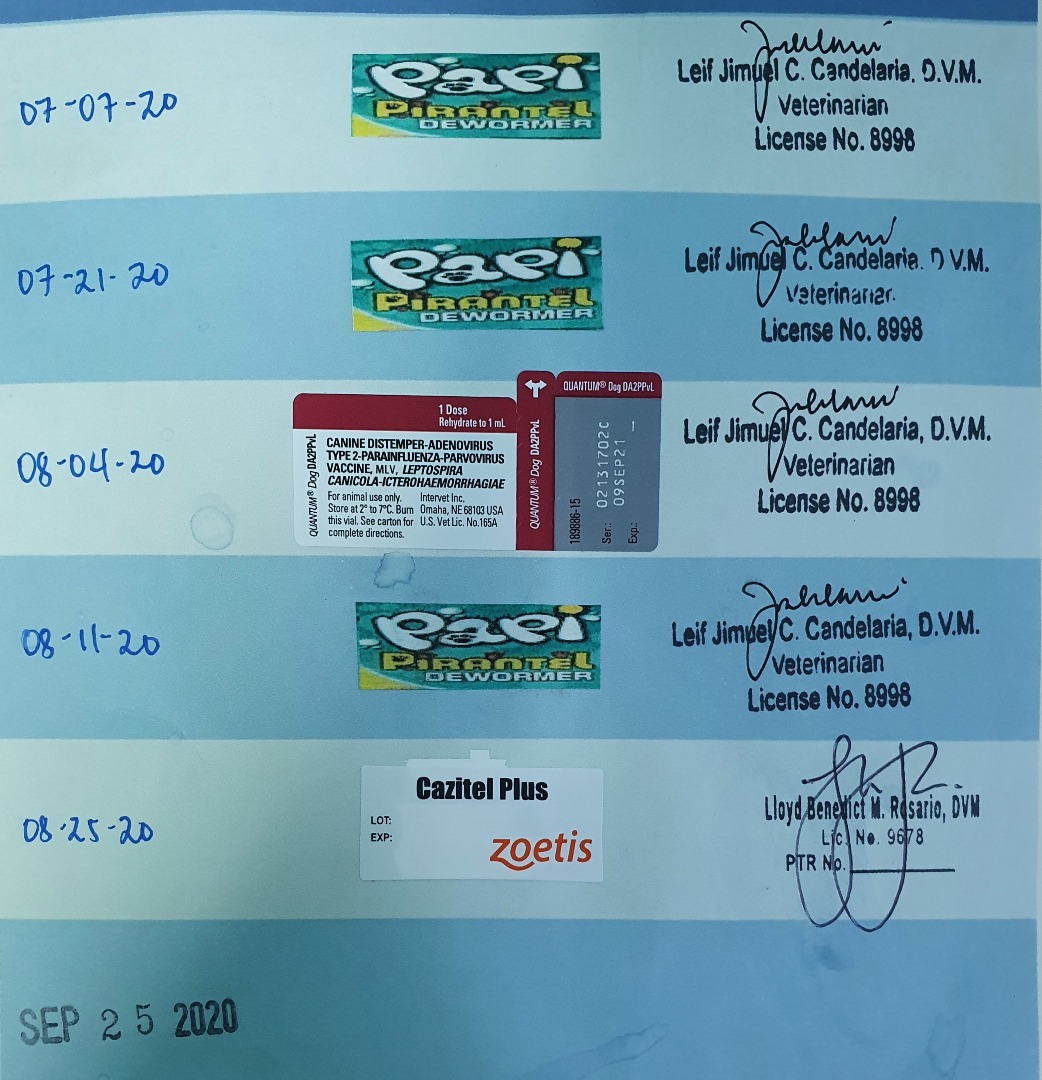 07-07-20
Papi
PIRANTEL
DEWORMER
Leif Jimuel C. Candelaria. D.V.M.
Veterinarian
License No. 8998
07-21-20
Papi
PIRANTEL
DEWORMER
Leif Jimuel C. Candelaria. D V.M.
Veterinarian
License No. 8998
08-04-20
QUANTUM® Dog DA2PPvL
1 Dose
Rehydrate to 1 mL
CANINE DISTEMPER-ADENOVIRUS
TYPE 2-PARAINFLUENZA-PARVOVIRUS
VACCINE, MLV, LEPTOSPIRA
CANICOLA-ICTEROHAEMORRHAGIAE
For animal use only.
Store at 2° to 7°C. Burn
this vial. See carton for
complete directions.
Intervet Inc.
Omaha, NE 68103 USA
U.S. Vet Lic. No.165A
QUANTUM® Dog DA2PPvL
QUANTUM® Dog DA2PPvL
189886-15
Ser.: 02131702C
Exp.: 09SEP21
Leif Jimuel C. Candelaria, D.V.M.
Veterinarian
License No. 8998
08-11-20
Papi
PIRANTEL
DEWORMER
Leif Jimuel C. Candelaria, D.V.M.
Veterinarian
License No. 8998
08-25-20
Cazitel Plus
LOT:
EXP:
zoetis
Lloyd Benedict M. Rosario, DVM
Lic. No. 9678
PTR No.
SEP 25 2020